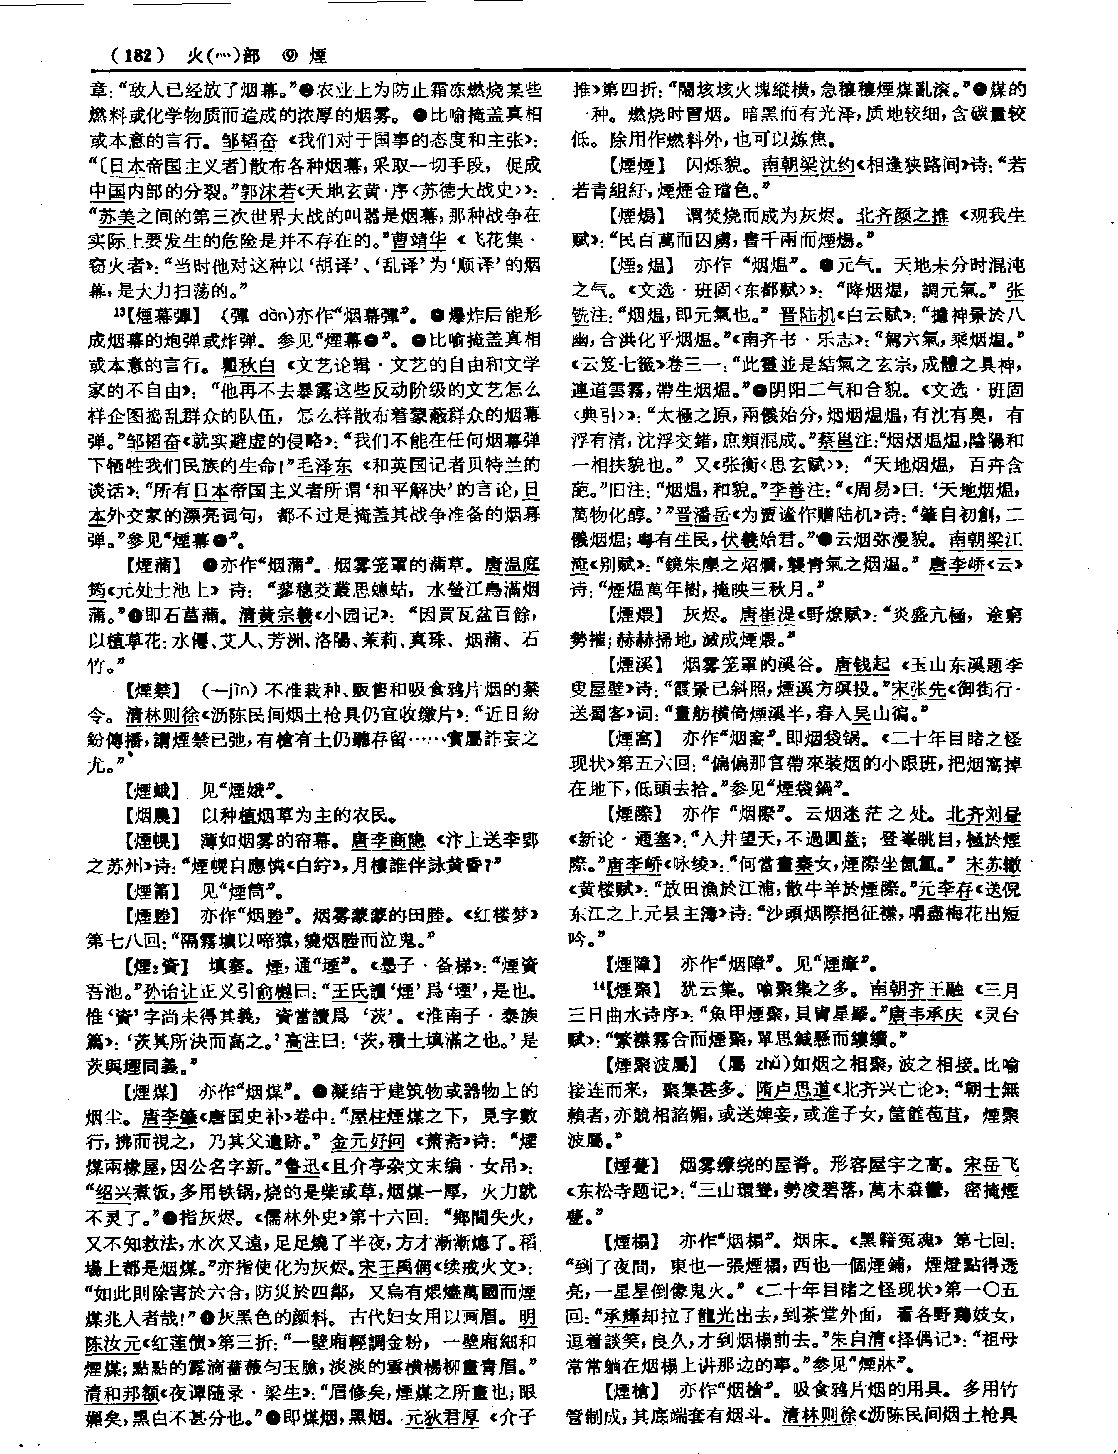 (182) 火(灬)部 ⑨ 煙
章：“敌人已经放了烟幕。”●农业上为防止霜冻燃烧某些
燃料或化学物质而造成的浓厚的烟雾。●比喻掩盖真相
或本意的言行。邹韬奋《我们对于国事的态度和主张》：
“〔日本帝国主义者〕散布各种烟幕，采取一切手段，促成
中国内部的分裂。”郭沫若《天地玄黄·序〈苏德大战史〉》：
“苏美之间的第三次世界大战的叫嚣是烟幕，那种战争在
实际上要发生的危险是并不存在的。”曹靖华《飞花集·
窃火者》：“当时他对这种以‘胡译’、‘乱译’为‘顺译’的烟
幕，是大力扫荡的。”
13【煙幕彈】（彈 dàn）亦作“烟幕彈”。●爆炸后能形
成烟幕的炮弹或炸弹。参见“煙幕●”。●比喻掩盖真相
或本意的言行。瞿秋白《文艺论辑·文艺的自由和文学
家的不自由》：“他再不去暴露这些反动阶级的文艺怎么
样企图捣乱群众的队伍，怎么样散布着蒙蔽群众的烟幕
弹。”邹韬奋《就实避虚的侵略》：“我们不能在任何烟幕弹
下牺牲我们民族的生命！”毛泽东《和英国记者贝特兰的
谈话》：“所有日本帝国主义者所谓‘和平解决’的言论，日
本外交家的漂亮词句，都不过是掩盖其战争准备的烟幕
弹。”参见“煙幕●”。
【煙蒲】●亦作“烟蒲”。烟雾笼罩的蒲草。唐温庭
筠《元处士池上》诗：“蓼穗茭叢思蟪蛄，水螢江鳥滿烟
蒲。”●即石菖蒲。清黄宗羲《小园记》：“因買瓦盆百餘，
以植草花：水僊、艾人、芳洲、洛陽、茉莉、真珠、烟蒲、石
竹。”
【煙禁】（—jìn）不准栽种、贩售和吸食鸦片烟的禁
令。清林则徐《沥陈民间烟土枪具仍宜收缴片》：“近日紛
紛傳播，謂煙禁已弛，有槍有土仍聽存留……實屬詐妄之
尤。”
【煙蛾】见“煙娥”。
【烟農】以种植烟草为主的农民。
【煙幌】薄如烟雾的帘幕。唐李商隐《汴上送李郢
之苏州》诗：“煙幌自應憐《白紵》，月樓誰伴詠黄昏？”
【煙筩】见“煙筒”。
【煙塍】亦作“烟塍”。烟雾蒙蒙的田塍。《红楼梦》
第七八回：“隔霧壙以啼猿，繞烟塍而泣鬼。”
【煙2資】填塞。煙，通“堙”。《墨子·备梯》：“煙資
吾池。”孙诒让正义引俞樾曰：“王氏讀‘煙’爲‘堙’，是也。
惟‘資’字尚未得其義，資當讀爲‘茨’。《淮南子·泰族
篇》：‘茨其所决而高之。’高注曰：‘茨，積土填滿之也。’是
茨與堙同義。”
【煙煤】亦作“烟煤”。●凝结于建筑物或器物上的
烟尘。唐李肇《唐国史补》卷中：“屋柱煙煤之下，見字數
行，拂而視之，乃其父遺跡。”金元好问《萧斋》诗：“煙
煤兩椽屋，因公名字新。”鲁迅《且介亭杂文末编·女吊》：
“绍兴煮饭，多用铁锅，烧的是柴或草，烟煤一厚，火力就
不灵了。”●指灰烬。《儒林外史》第十六回：“鄉間失火，
又不知救法，水次又遠，足足燒了半夜，方才漸漸熄了。稻
場上都是烟煤。”亦指使化为灰烬。宋王禹偁《续戒火文》：
“如此則除害於六合，防災於四鄰，又烏有煨燼萬國而煙
煤兆人者哉！”●灰黑色的颜料。古代妇女用以画眉。明
陈汝元《红莲债》第三折：“一壁廂輕調金粉，一壁廂細和
煙煤；點點的露滴薔薇匀玉臉，淡淡的雲横楊柳畫青眉。”
清和邦额《夜谭随录·梁生》：“眉修矣，煙煤之所畫也；眼
媚矣，黑白不甚分也。”●即煤烟，黑烟。元狄君厚《介子
推》第四折：“鬧垓垓火塊縱横，急穰穰煙煤亂滚。”●煤的
一种。燃烧时冒烟。暗黑而有光泽，质地较细，含碳量较
低。除用作燃料外，也可以炼焦。
【煙煙】闪烁貌。南朝梁沈约《相逢狭路间》诗：“若
若青組紆，煙煙金璫色。”
【煙煬】谓焚烧而成为灰烬。北齐颜之推《观我生
赋》：“民百萬而囚虜，書千兩而煙煬。”
【煙2煴】亦作“烟煴”。●元气。天地未分时混沌
之气。《文选·班固〈东都赋〉》：“降烟煴，調元氣。”张
铣注：“烟煴，即元氣也。”晋陆机《白云赋》：“攄神景於八
幽，合洪化乎烟煴。”《南齐书·乐志》：“駕六氣，乘烟煴。”
《云笈七籤》卷三一：“此靈並是結氣之玄宗，成體之具神，
連道雲霧，帶生烟煴。”●阴阳二气和合貌。《文选·班固
〈典引〉》：“太極之原，兩儀始分，烟烟煴煴，有沈有奥，有
浮有清，沈浮交錯，庶類混成。”蔡邕注：“烟烟煴煴，陰陽和
一相扶貌也。”又《张衡〈思玄赋〉》：“天地烟煴，百卉含
葩。”旧注：“烟煴，和貌。”李善注：“《周易》曰：‘天地烟煴，
萬物化醇。’”晋潘岳《为贾谧作赠陆机》诗：“肇自初創，二
儀烟煴；粤有生民，伏羲始君。”●云烟弥漫貌。南朝梁江
淹《别赋》：“鏡朱塵之炤爛，襲青氣之烟煴。”唐李峤《云》
诗：“煙煴萬年樹，掩映三秋月。”
【煙煨】灰烬。唐崔湜《野燎赋》：“炎盛亢極，途窮
勢摧；赫赫掃地，滅成煙煨。”
【煙溪】烟雾笼罩的溪谷。唐钱起《玉山东溪题李
叟屋壁》诗：“霞景已斜照，煙溪方暝投。”宋张先《御街行·
送蜀客》词：“畫舫横倚煙溪半，春入吴山徧。”
【煙窩】亦作“烟窩”。即烟袋锅。《二十年目睹之怪
现状》第五六回：“偏偏那官帶來裝烟的小跟班，把烟窩掉
在地下，低頭去拾。”参见“煙袋鍋”。
【煙際】亦作“烟際”。云烟迷茫之处。北齐刘昼
《新论·通塞》：“入井望天，不過圓蓋；登峯眺目，極於煙
際。”唐李峤《咏绫》：“何當畫秦女，煙際坐氤氲。”宋苏辙
《黄楼赋》：“放田漁於江浦，散牛羊於煙際。”元李存《送倪
东江之上元县主簿》诗：“沙頭烟際挹征襟，嚼盡梅花出短
吟。”
【煙障】亦作“烟障”。见“煙瘴”。
14【煙聚】犹云集。喻聚集之多。南朝齐王融《三月
三日曲水诗序》：“魚甲煙聚，貝冑星羅。”唐韦承庆《灵台
赋》：“繁襟霧合而煙聚，單思鍼懸而縷續。”
【煙聚波屬】（屬 zhǔ）如烟之相聚，波之相接。比喻
接连而来，聚集甚多。隋卢思道《北齐兴亡论》：“朝士無
賴者，亦競相諂媚，或送婢妾，或進子女，筐篚苞苴，煙聚
波屬。”
【煙甍】烟雾缭绕的屋脊。形容屋宇之高。宋岳飞
《东松寺题记》：“三山環聳，勢凌碧落，萬木森鬱，密掩煙
甍。”
【煙榻】亦作“烟榻”。烟床。《黑籍冤魂》第七回：
“到了夜間，東也一張煙榻，西也一個煙鋪，煙燈點得透
亮，一星星倒像鬼火。”《二十年目睹之怪现状》第一〇五
回：“承輝却拉了龍光出去，到茶堂外面，看各野鷄妓女，
逗着談笑，良久，才到烟榻前去。”朱自清《择偶记》：“祖母
常常躺在烟榻上讲那边的事。”参见“煙牀”。
【煙槍】亦作“烟槍”。吸食鸦片烟的用具。多用竹
管制成，其底端套有烟斗。清林则徐《沥陈民间烟土枪具